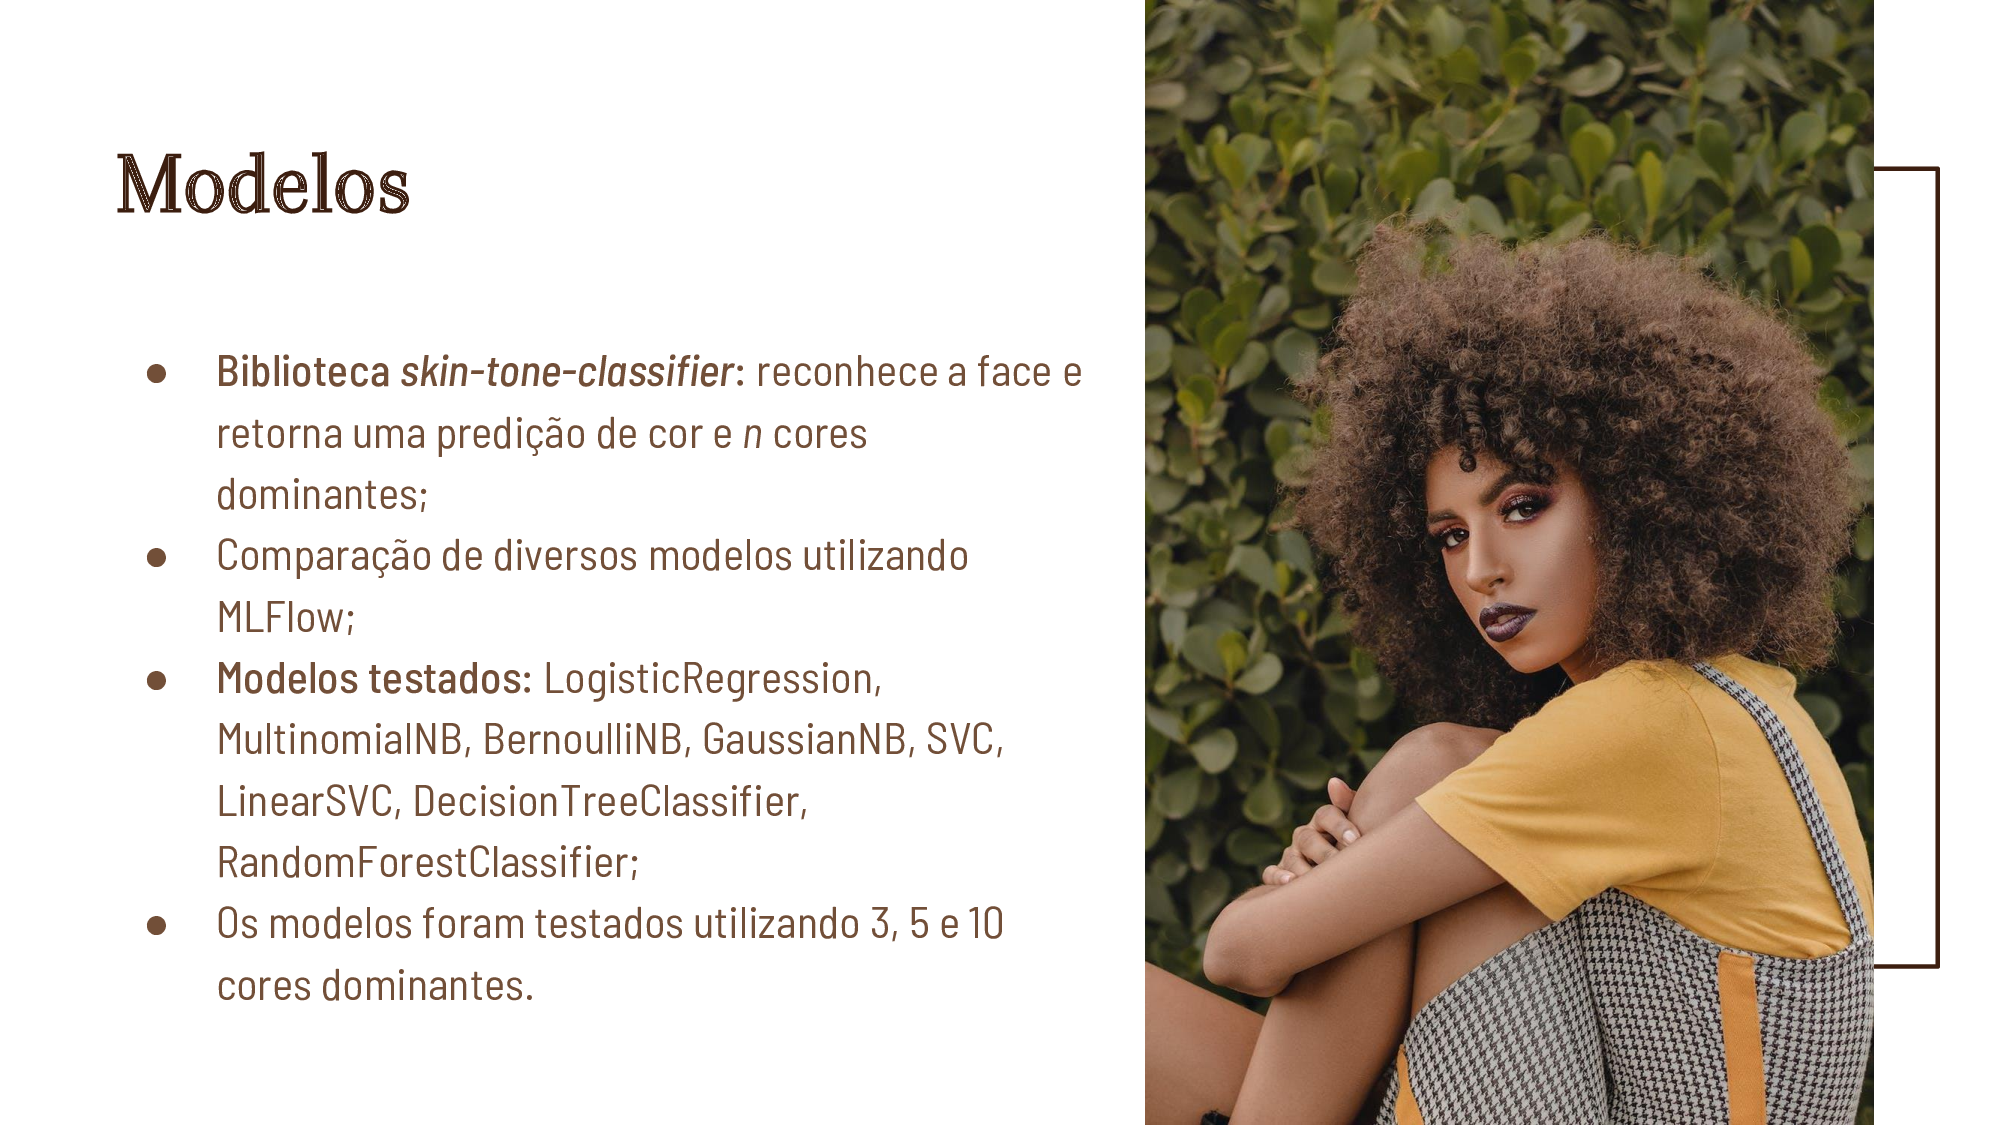 Modelos
● Biblioteca skin-tone-classifier: reconhece a face e
retorna uma predição de cor e n cores
dominantes;
● Comparação de diversos modelos utilizando
MLFlow;
● Modelos testados: LogisticRegression,
MultinomialNB, BernoulliNB, GaussianNB, SVC,
LinearSVC, DecisionTreeClassifier,
RandomForestClassifier;
● Os modelos foram testados utilizando 3, 5 e 10
cores dominantes.